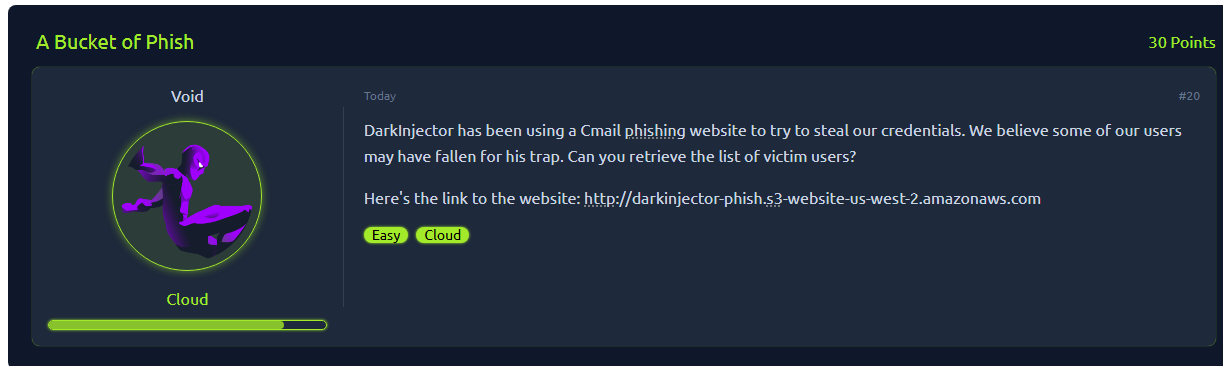 A Bucket of Phish
30 Points
Void
Today
#20
DarkInjector has been using a Cmail phishing website to try to steal our credentials. We believe some of our users
may have fallen for his trap. Can you retrieve the list of victim users?
Here's the link to the website: http://darkinjector-phish.s3-website-us-west-2.amazonaws.com
Easy Cloud
Cloud